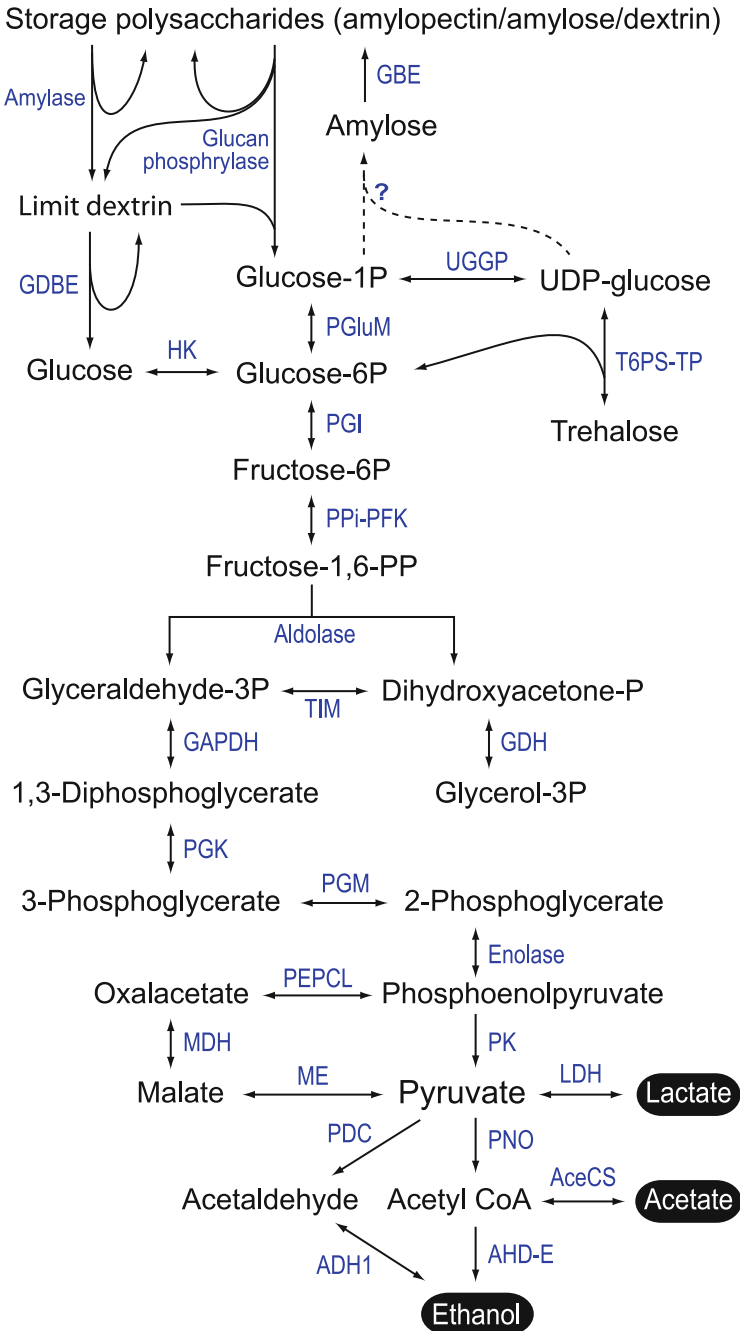 Storage polysaccharides (amylopectin/amylose/dextrin)
GBE
Amylase
Amylose
Glucan
phosphrylase
?
Limit dextrin
UGGP
Glucose-1P
UDP-glucose
GDBE
PGluM
HK
T6PS-TP
Glucose
Glucose-6P
PGI
Trehalose
Fructose-6P
PPi-PFK
Fructose-1,6-PP
Aldolase
Glyceraldehyde-3P
Dihydroxyacetone-P
TIM
GAPDH
GDH
1,3-Diphosphoglycerate
Glycerol-3P
PGK
PGM
3-Phosphoglycerate
2-Phosphoglycerate
Enolase
PEPCL
Oxalacetate
Phosphoenolpyruvate
MDH
PK
ME
LDH
Malate
Pyruvate
Lactate
PDC
PNO
AceCS
Acetaldehyde
Acetyl CoA
Acetate
ADH1
AHD-E
Ethanol